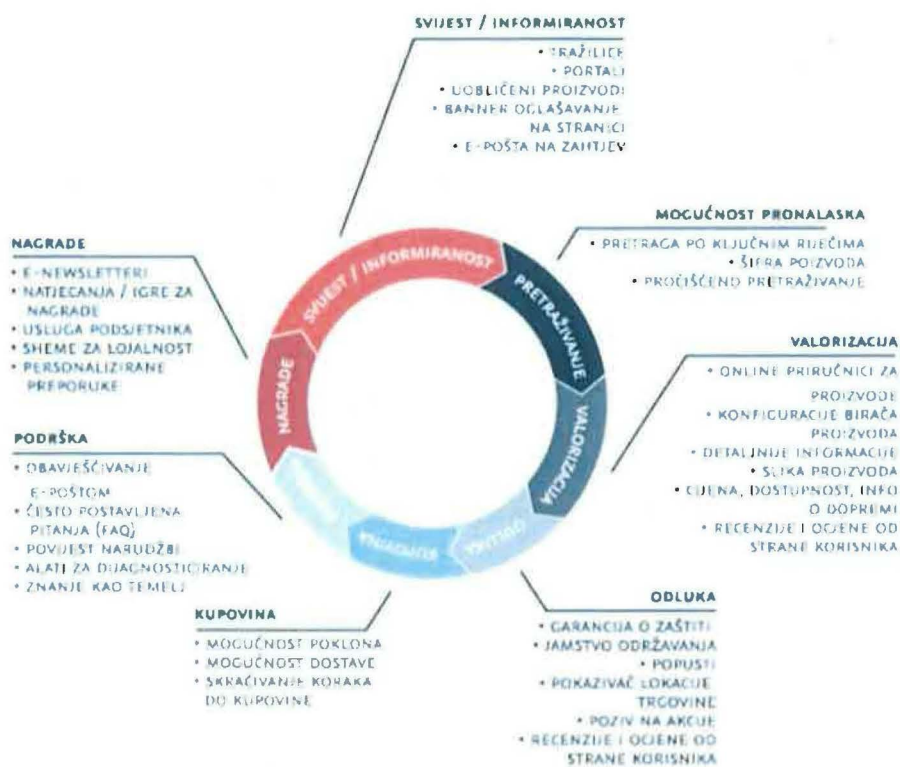 SVIJEST / INFORMIRANOST
• TRAŽILICE
• PORTALI
• UOBLIČENI PROIZVODI
• BANNER OGLAŠAVANJE
NA STRANICI
• E-POŠTA NA ZAHTJEV
MOGUĆNOST PRONALASKA
• PRETRAGA PO KLJUČNIM RIJEČIMA
• ŠIFRA POIZVODA
• PROČIŠĆENO PRETRAŽIVANJE
VALORIZACIJA
• ONLINE PRIRUČNICI ZA
PROIZVODE
• KONFIGURACIJE BIRAČA
PROIZVODA
• DETALJNIJE INFORMACIJE
• SLIKA PROIZVODA
• CIJENA, DOSTUPNOST, INFO
O DOPREMI
• RECENZIJE I OCJENE OD
STRANE KORISNIKA
ODLUKA
• GARANCIJA O ZAŠTITI
• JAMSTVO ODRŽAVANJA
• POPUSTI
• POKAZIVAČ LOKACIJE
TRGOVINE
• POZIV NA AKCIJE
• RECENZIJE I OCJENE OD
STRANE KORISNIKA
KUPOVINA
• MOGUĆNOST POKLONA
• MOGUĆNOST DOSTAVE
• SKRAĆIVANJE KORAKA
DO KUPOVINE
PODRŠKA
• OBAVJEŠĆIVANJE
E-POŠTOM
• ČESTO POSTAVLJENA
PITANJA (FAQ)
• POVIJEST NARUDŽBI
• ALATI ZA DIJAGNOSTICIRANJE
• ZNANJE KAO TEMELJ
NAGRADE
• E-NEWSLETTERI
• NATJECANJA / IGRE ZA
NAGRADE
• USLUGA PODSJETNIKA
• SHEME ZA LOJALNOST
• PERSONALIZIRANE
PREPORUKE
SVIJEST / INFORMIRANOST
PRETRAŽIVANJE
VALORIZACIJA
ODLUKA
KUPOVINA
NAGRADE